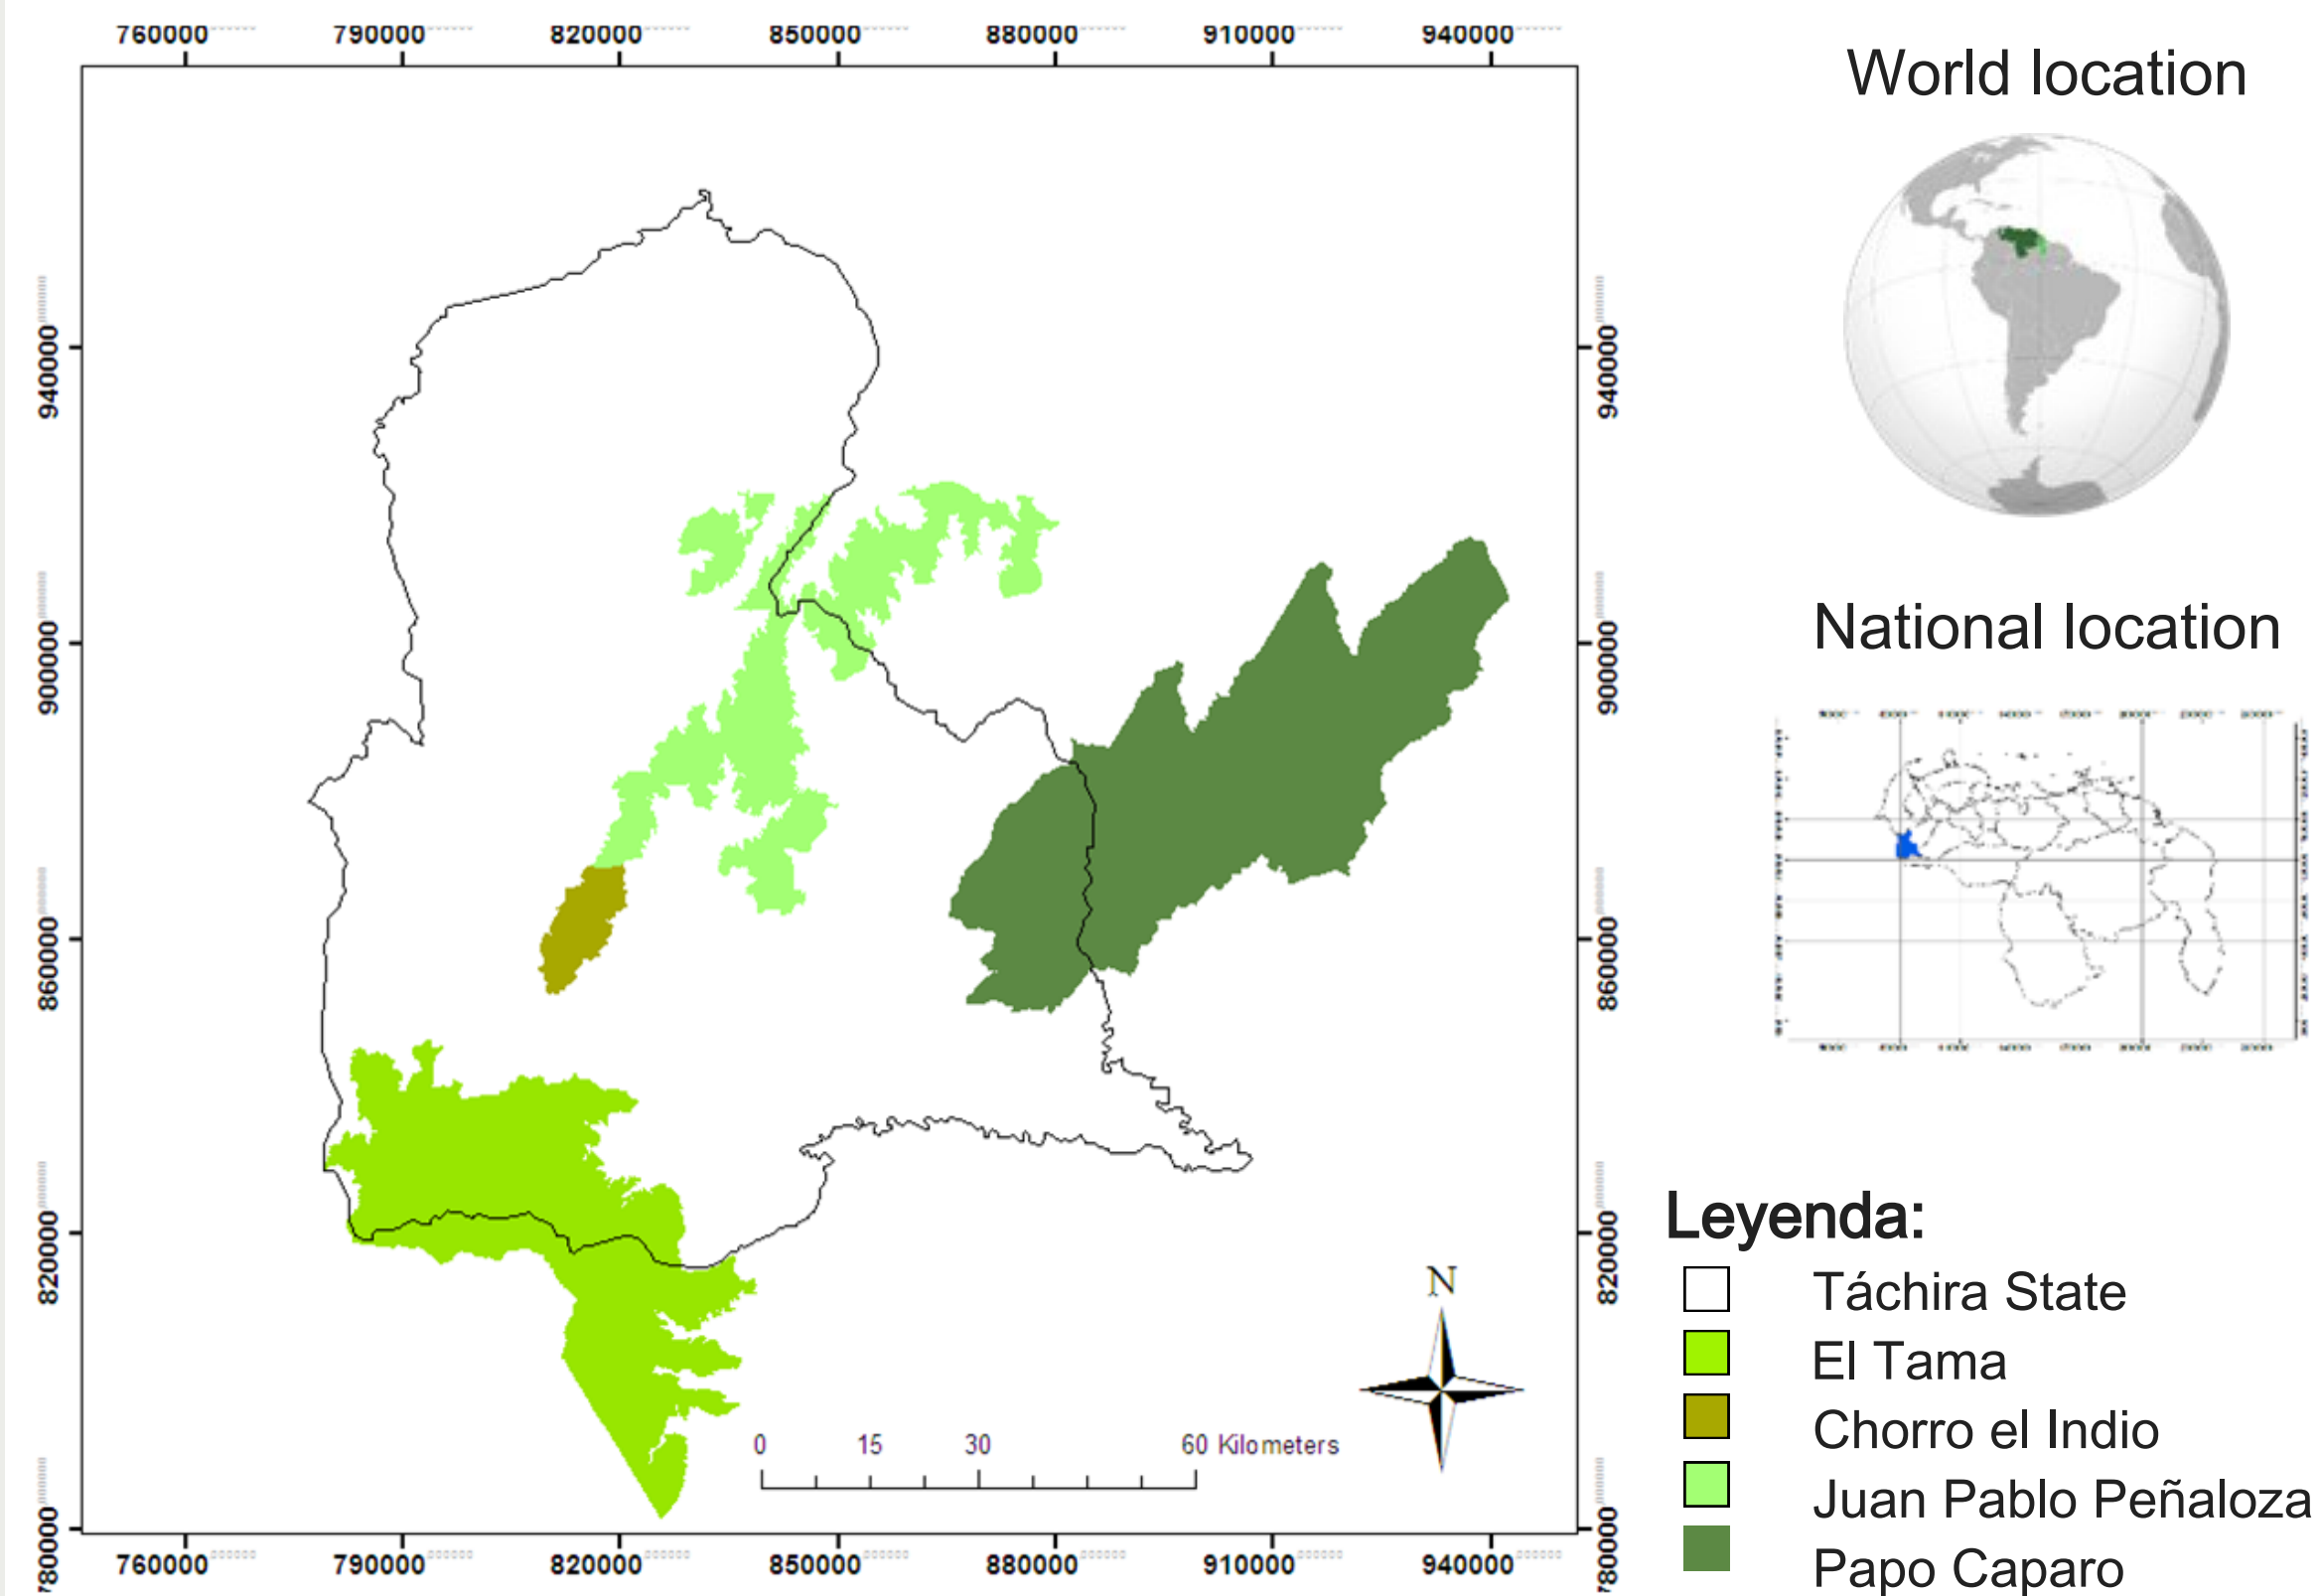 760000 790000 820000 850000 880000 910000 940000
World location
940000 940000
National location
900000 900000
860000 860000
820000 820000
Leyenda:
N
Táchira State
El Tama
Chorro el Indio
0 15 30 60 Kilometers
Juan Pablo Peñaloza
780000 780000
760000 790000 820000 850000 880000 910000 940000
Papo Caparo